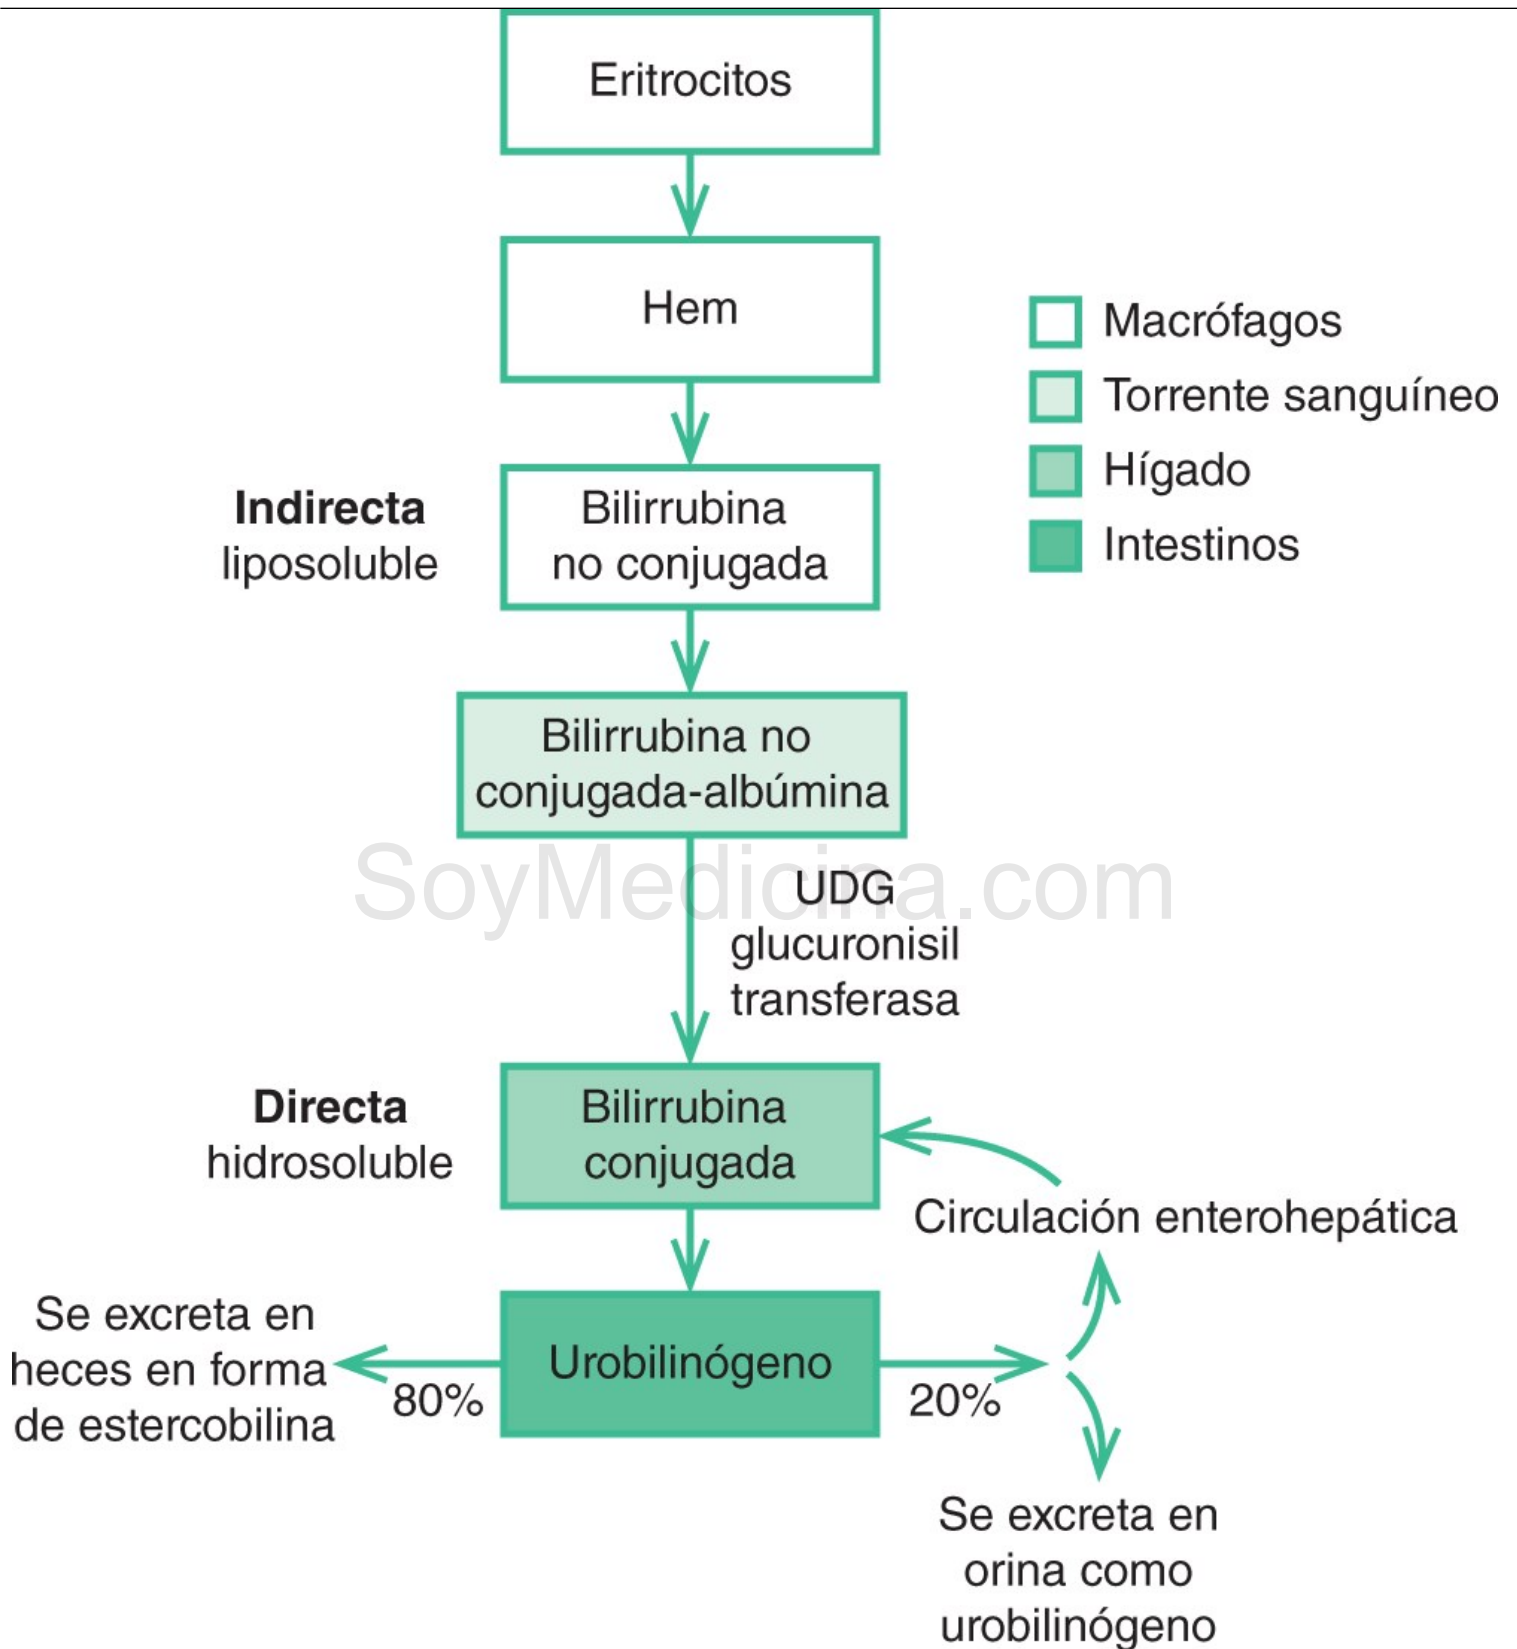 Eritrocitos
Hem
Macrófagos
Torrente sanguíneo
Hígado
Intestinos
Indirecta
liposoluble
Bilirrubina
no conjugada
Bilirrubina no
conjugada-albúmina
SoyMedicina.com
UDG
glucuronisil
transferasa
Directa
hidrosoluble
Bilirrubina
conjugada
Circulación enterohepática
Se excreta en
heces en forma
de estercobilina
80%
Urobilinógeno
20%
Se excreta en
orina como
urobilinógeno